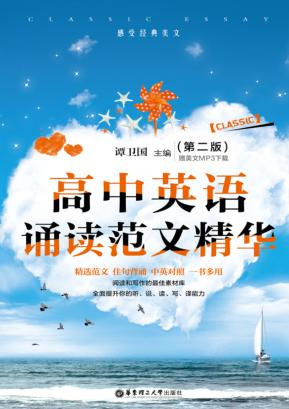 CLASSIC ESSAY
感受经典美文
【CLASSIC】
谭卫国 主编
（第二版）
赠美文MP3下载
高中英语
诵读范文精华
精选范文 佳句背诵 中英对照 一书多用
阅读和写作的最佳素材库
全面提升你的听、说、读、写、译能力
华东理工大学出版社